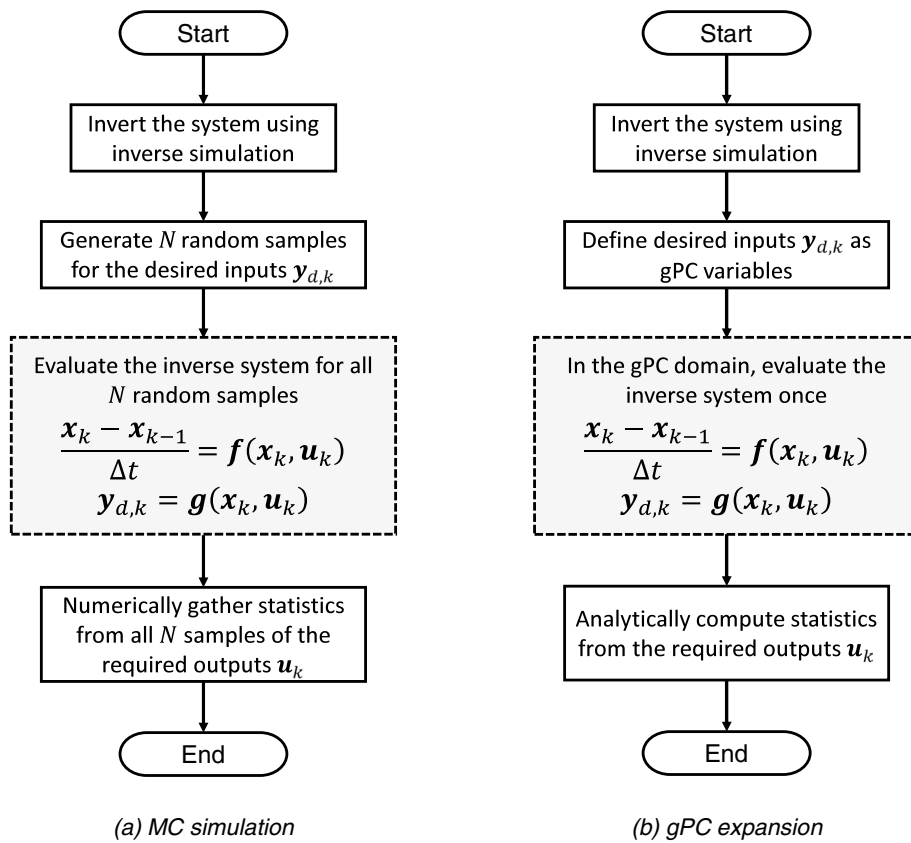 Start
Invert the system using
inverse simulation
Generate N random samples
for the desired inputs y_{d,k}
Evaluate the inverse system for all
N random samples
\frac{x_k − x_{k−1}}{Δt} = f(x_k, u_k)
y_{d,k} = g(x_k, u_k)
Numerically gather statistics
from all N samples of the
required outputs u_k
End
(a) MC simulation
Start
Invert the system using
inverse simulation
Define desired inputs y_{d,k} as
gPC variables
In the gPC domain, evaluate the
inverse system once
\frac{x_k − x_{k−1}}{Δt} = f(x_k, u_k)
y_{d,k} = g(x_k, u_k)
Analytically compute statistics
from the required outputs u_k
End
(b) gPC expansion